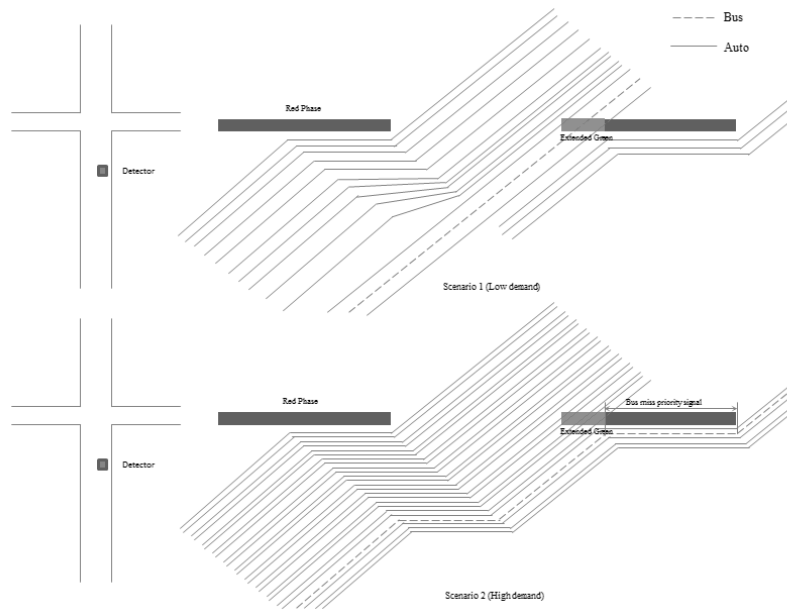 Bus
Auto
Red Phase
Extended Green
Detector
Scenario 1 (Low demand)
Red Phase
Bus miss priority signal
Extended Green
Detector
Scenario 2 (High demand)